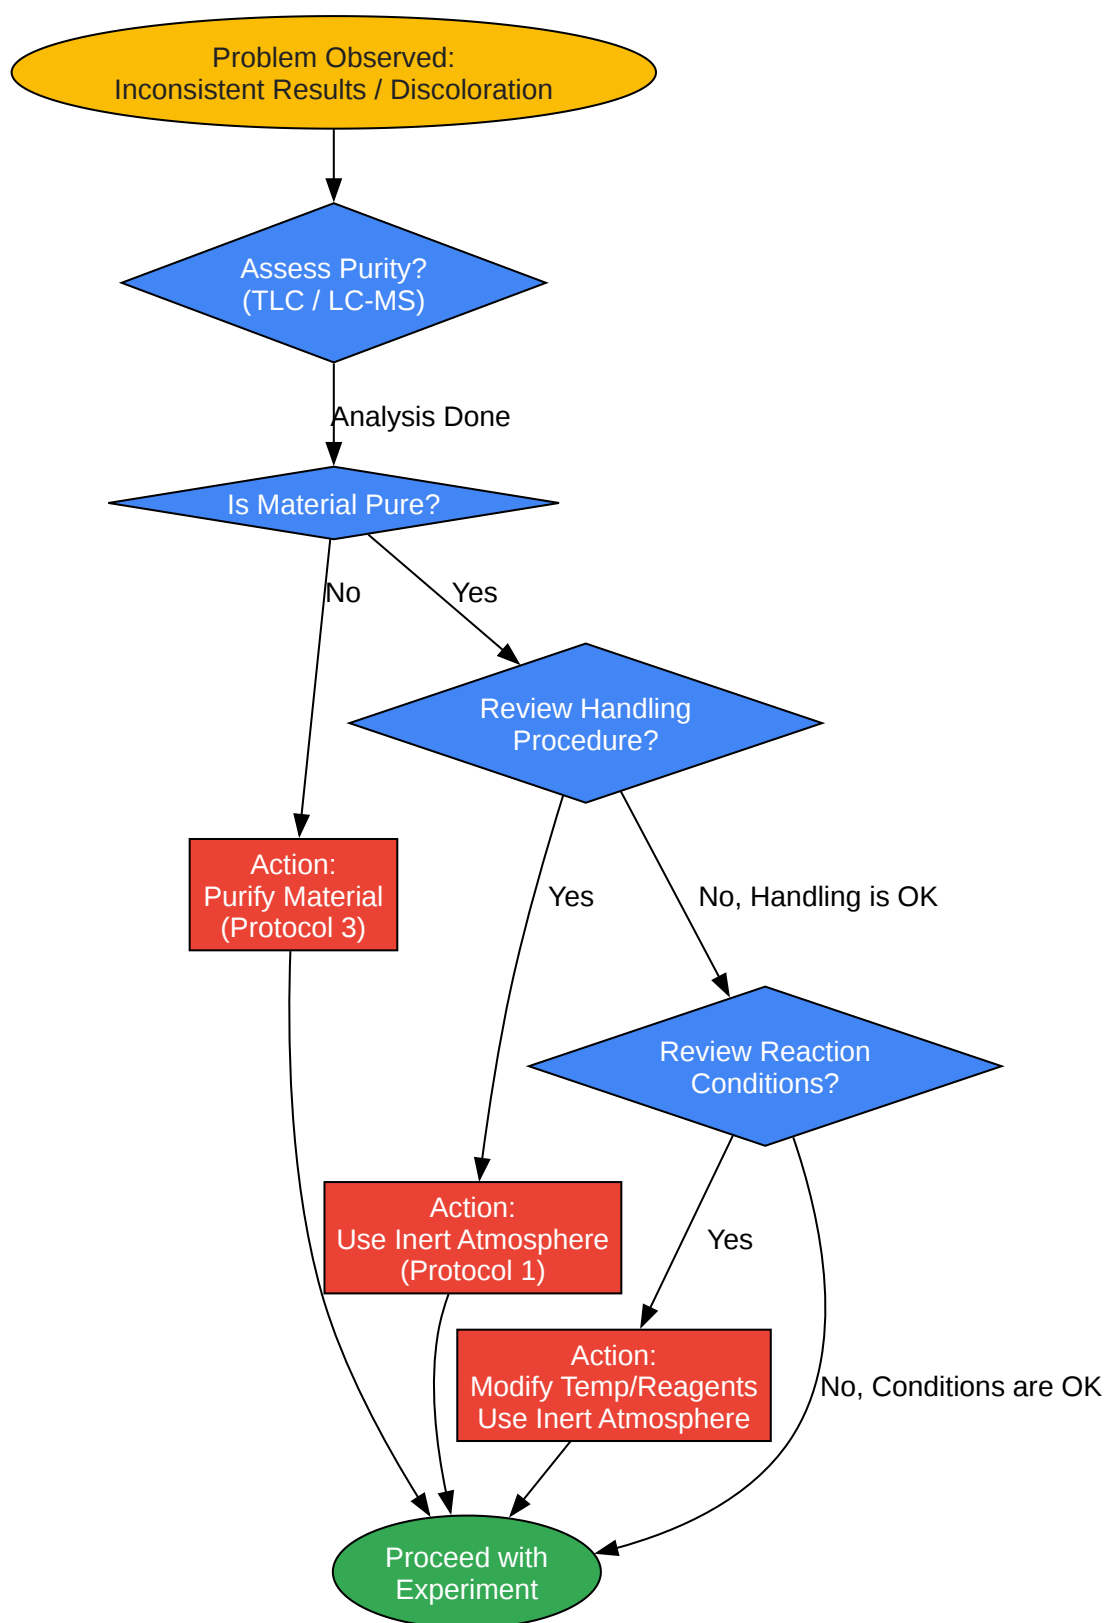 Problem Observed:
Inconsistent Results / Discoloration
Assess Purity?
(TLC / LC-MS)
Analysis Done
Is Material Pure?
No
Yes
Review Handling
Procedure?
Action:
Purify Material
(Protocol 3)
Yes
No, Handling is OK
Review Reaction
Conditions?
Action:
Use Inert Atmosphere
(Protocol 1)
Yes
Action:
Modify Temp/Reagents
Use Inert Atmosphere
No, Conditions are OK
Proceed with
Experiment